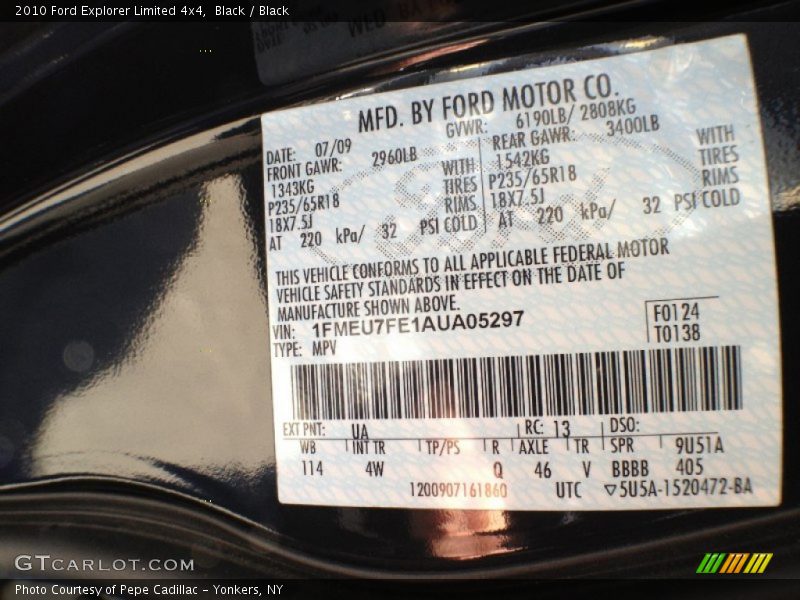 2010 Ford Explorer Limited 4x4, Black / Black
MFD. BY FORD MOTOR CO.
DATE: 07/09 GVWR: 6190LB/ 2808KG
FRONT GAWR: 2960LB REAR GAWR: 3400LB
1343KG WITH 1542KG WITH
P235/65R18 TIRES P235/65R18 TIRES
18X7.5J RIMS 18X7.5J RIMS
AT 220 kPa/ 32 PSI COLD AT 220 kPa/ 32 PSI COLD
THIS VEHICLE CONFORMS TO ALL APPLICABLE FEDERAL MOTOR
VEHICLE SAFETY STANDARDS IN EFFECT ON THE DATE OF
MANUFACTURE SHOWN ABOVE.
VIN: 1FMEU7FE1AUA05297 F0124
TYPE: MPV T0138
EXT PNT: UA RC: 13 DSO:
WB INT TR TP/PS R AXLE TR SPR 9U51A
114 4W Q 46 V BBBB 405
1200907161860 UTC ▽5U5A-1520472-BA
GTCARLOT.COM
Photo Courtesy of Pepe Cadillac - Yonkers, NY